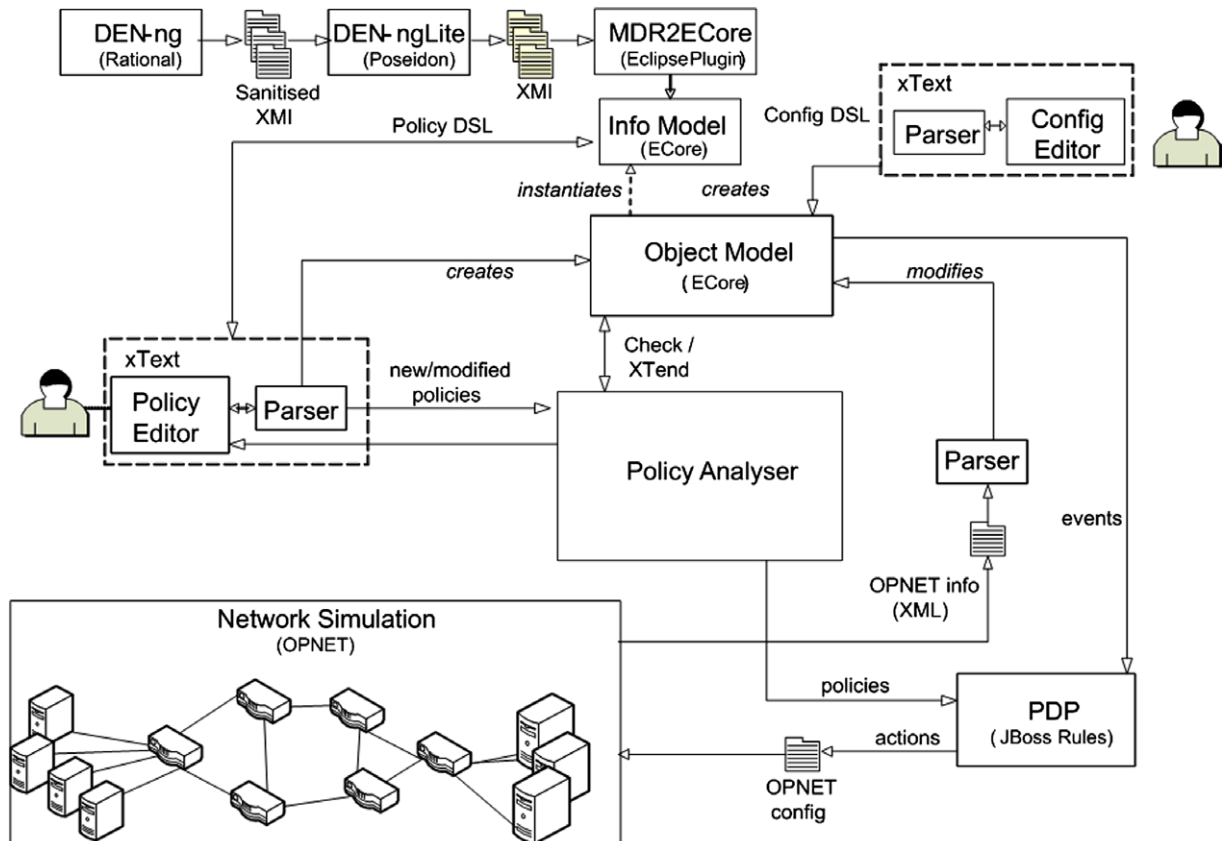 DEN-ng
(Rational)
Sanitised
XMI
DEN-ngLite
(Poseidon)
XMI
MDR2ECore
(EclipsePlugin)
Policy DSL
Info Model
(ECore)
Config DSL
xText
Parser
Config
Editor
instantiates
creates
Object Model
(ECore)
creates
modifies
Check /
XTend
xText
Policy
Editor
Parser
new/modified
policies
Policy Analyser
Parser
events
OPNET info
(XML)
Network Simulation
(OPNET)
policies
PDP
(JBoss Rules)
actions
OPNET
config